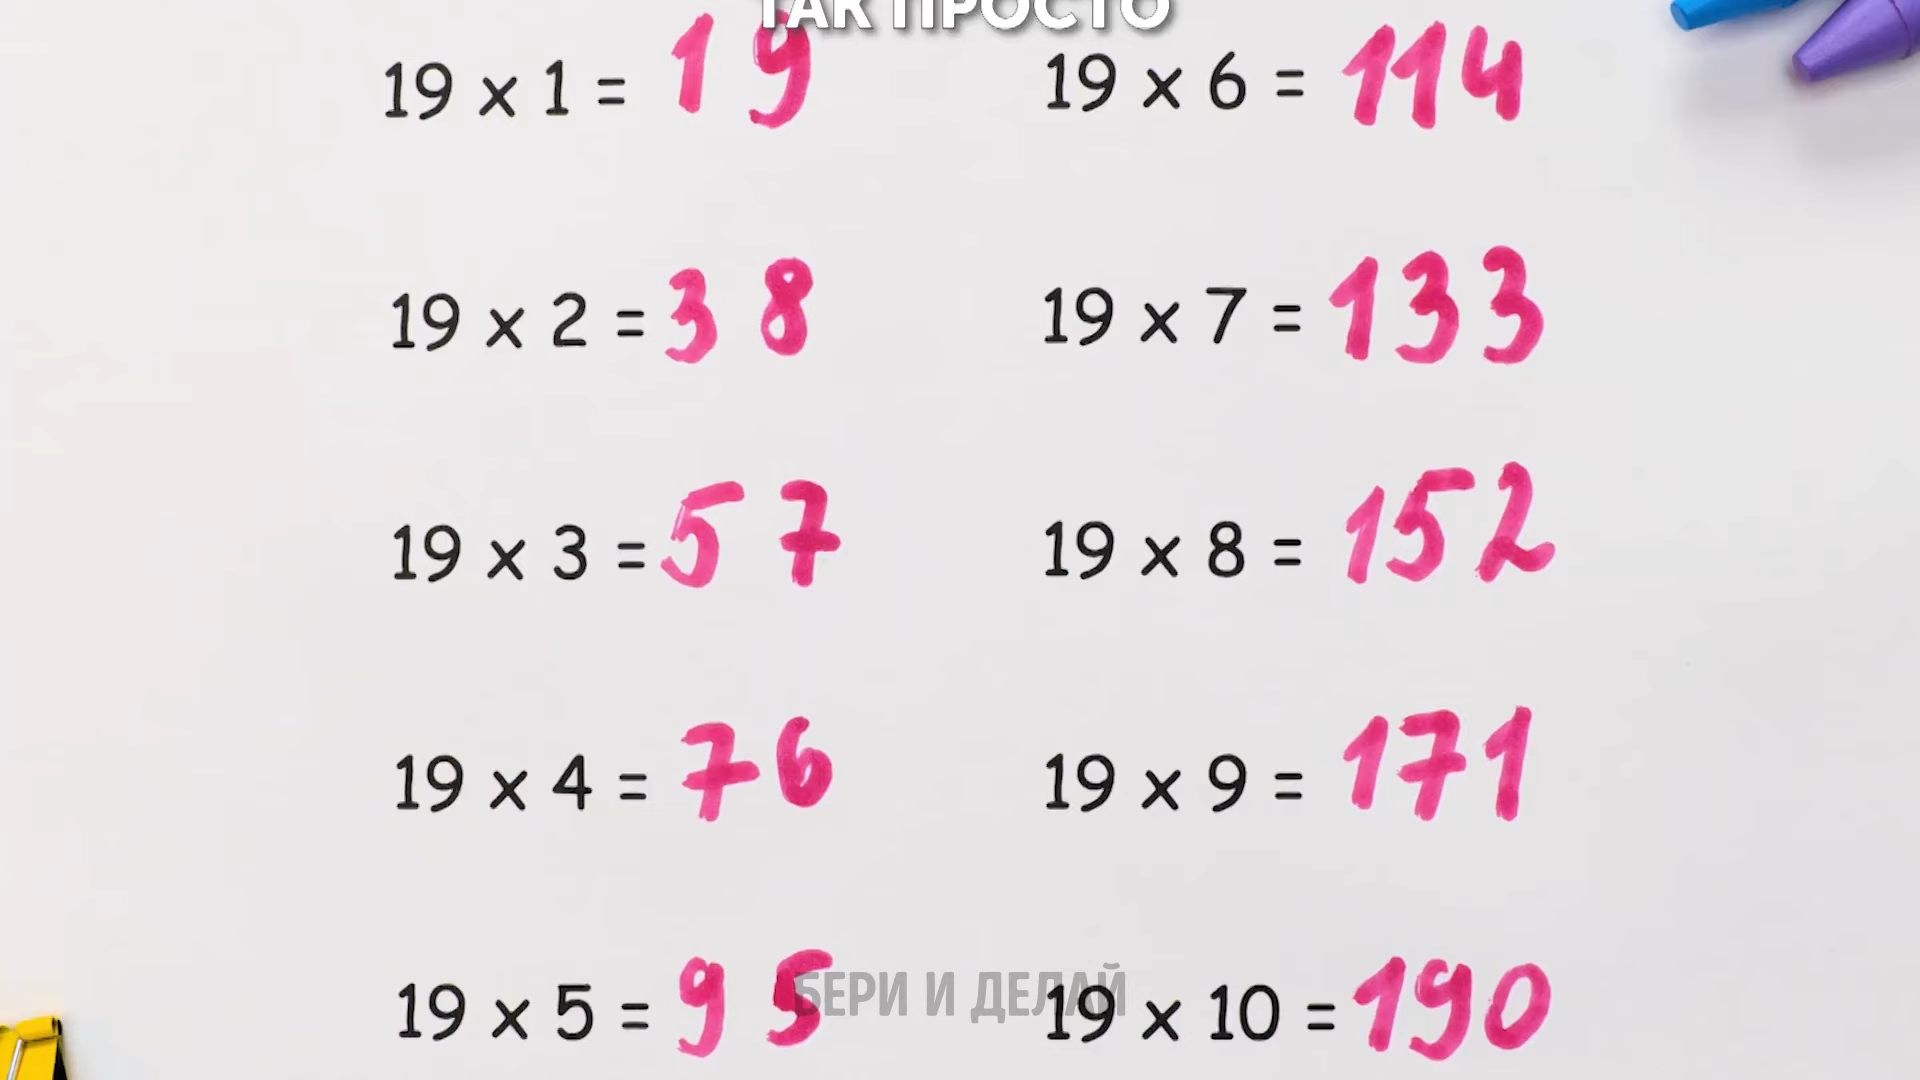 ТАК ПРОСТО
19 x 1 = 19
19 x 2 = 38
19 x 3 = 57
19 x 4 = 76
19 x 5 = 95
19 x 6 = 114
19 x 7 = 133
19 x 8 = 152
19 x 9 = 171
19 x 10 = 190
БЕРИ И ДЕЛАЙ